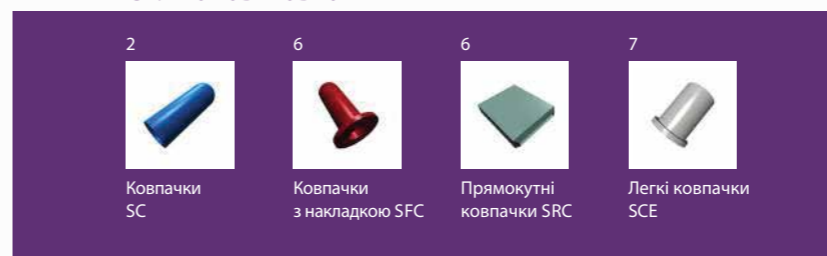 2
Ковпачки
SC
6
Ковпачки
з накладкою SFC
6
Прямокутні
ковпачки SRC
7
Легкі ковпачки
SCE